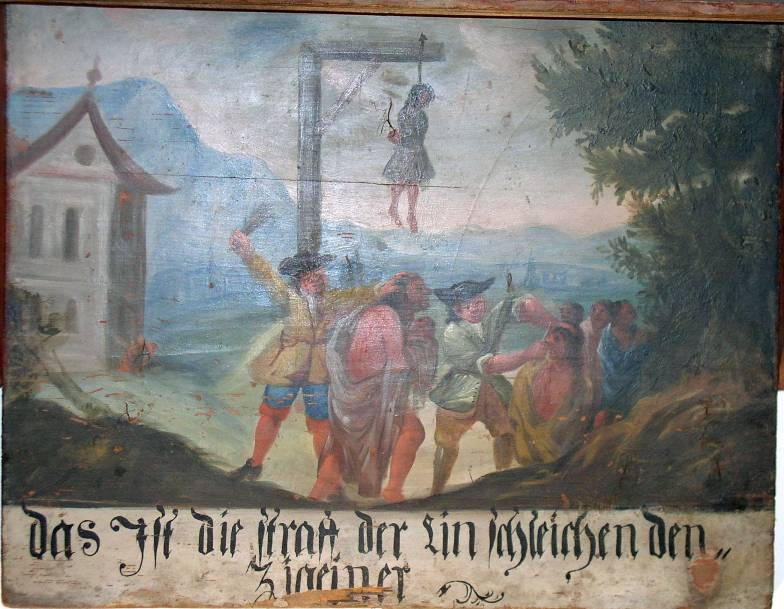 das Ist die straff der Ein schleichen den„
Zigeiner